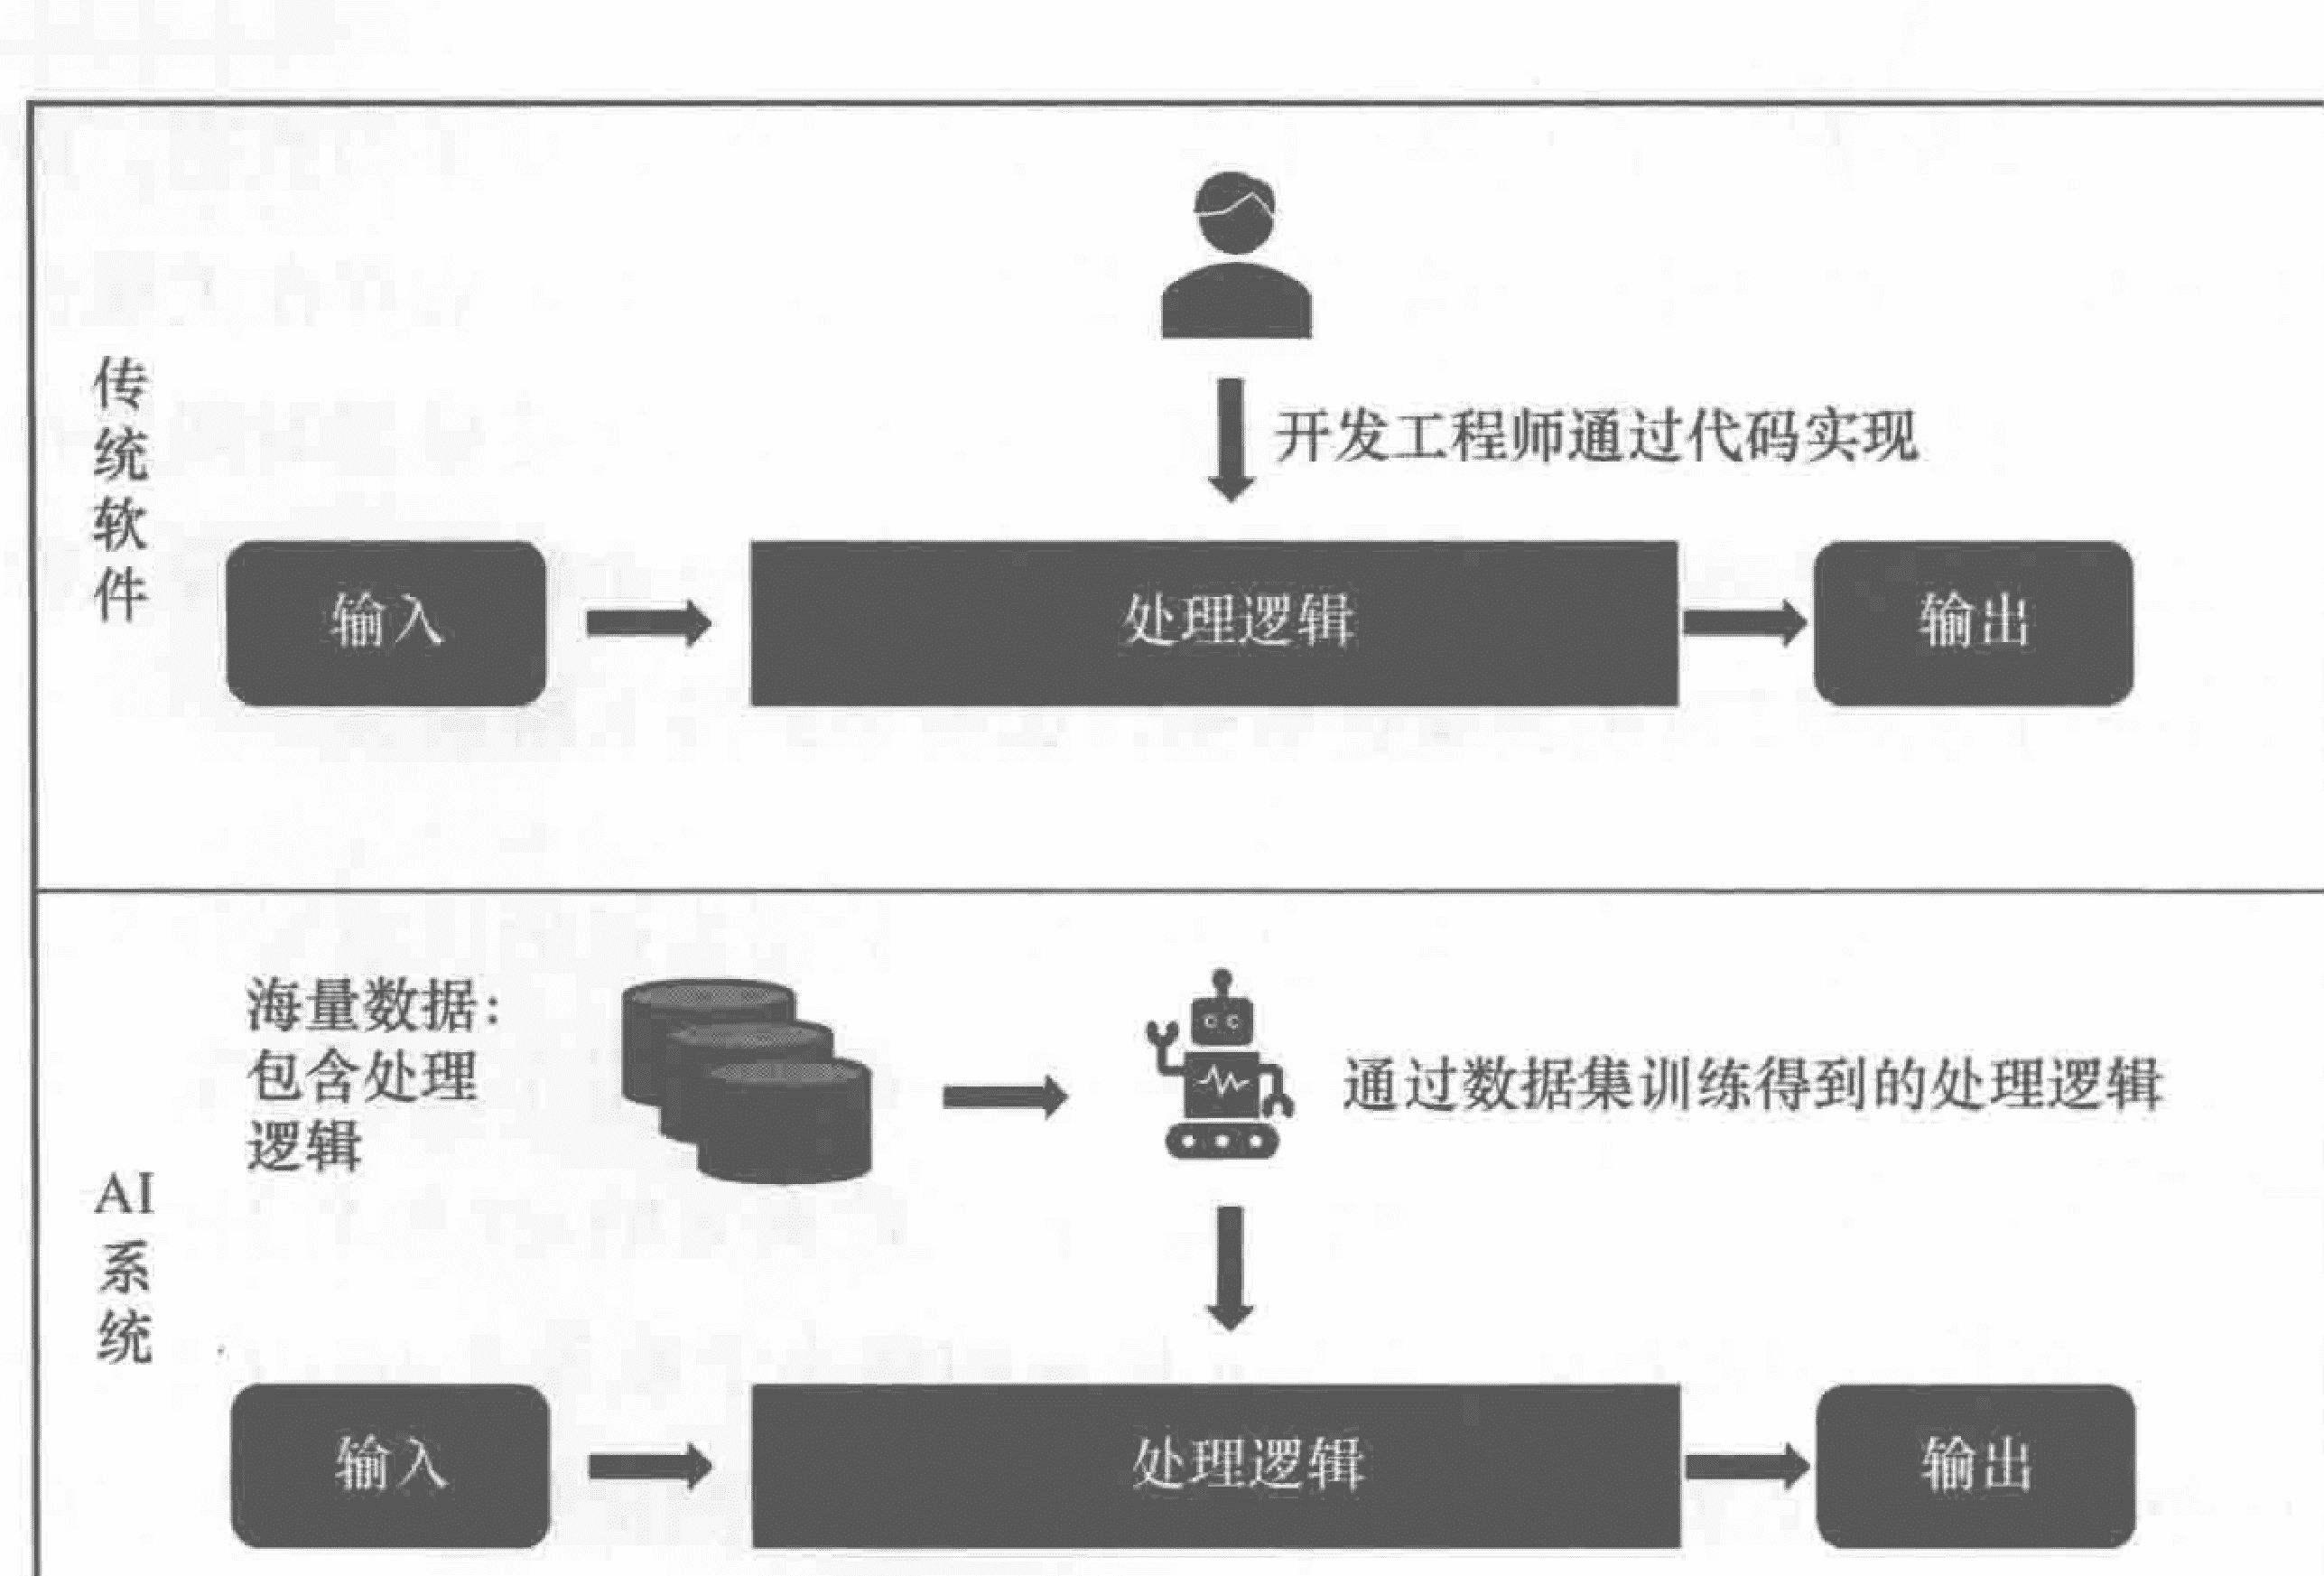 传统软件
开发工程师通过代码实现
输入
处理逻辑
输出
AI系统
海量数据：
包含处理
逻辑
通过数据集训练得到的处理逻辑
输入
处理逻辑
输出